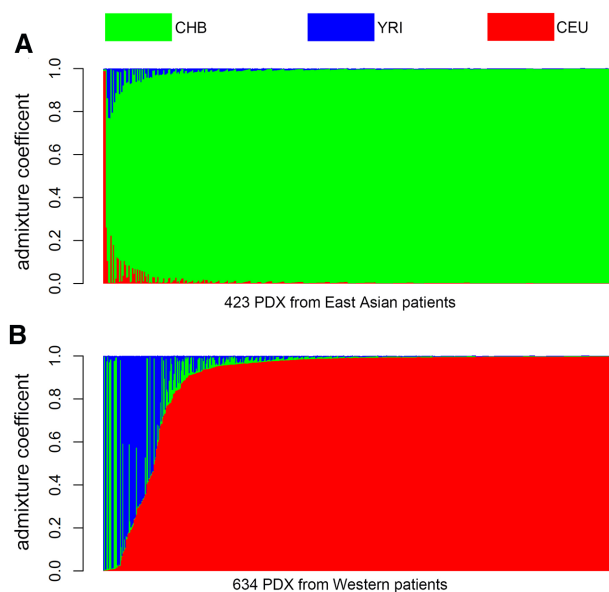 CHB YRI CEU
A
admixture coefficent
0.0 0.2 0.4 0.6 0.8 1.0
423 PDX from East Asian patients
B
admixture coefficent
0.0 0.2 0.4 0.6 0.8 1.0
634 PDX from Western patients